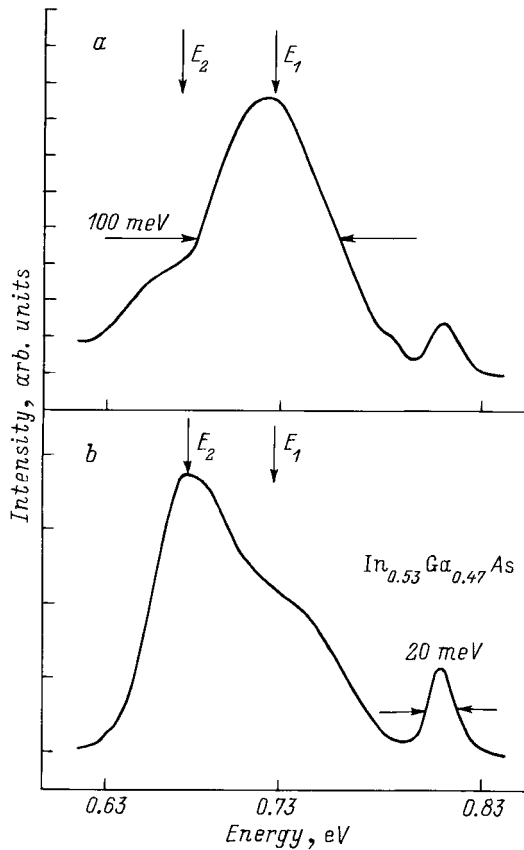 a
E₂
E₁
100 meV
Intensity, arb. units
b
E₂
E₁
In₀.₅₃Ga₀.₄₇As
20 meV
0.63
0.73
0.83
Energy, eV